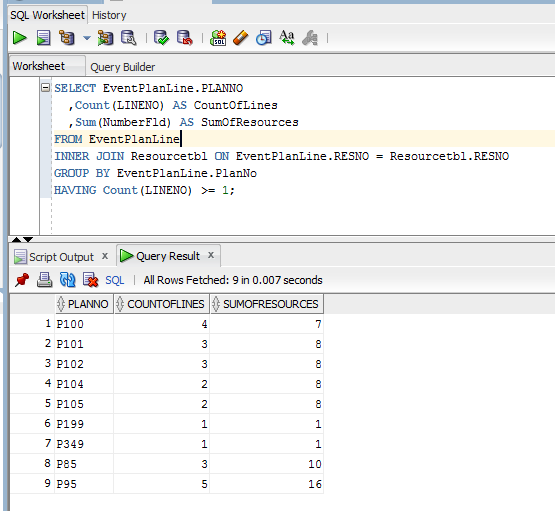 SQL Worksheet History
SQL Aa
Worksheet Query Builder
SELECT EventPlanLine.PLANNO
,Count(LINENO) AS CountOfLines
,Sum(NumberFld) AS SumOfResources
FROM EventPlanLine
INNER JOIN Resourcetbl ON EventPlanLine.RESNO = Resourcetbl.RESNO
GROUP BY EventPlanLine.PlanNo
HAVING Count(LINENO) >= 1;
Script Output x Query Result x
SQL | All Rows Fetched: 9 in 0.007 seconds
PLANNO COUNTOFLINES SUMOFRESOURCES
1 P100 4 7
2 P101 3 8
3 P102 3 8
4 P104 2 8
5 P105 2 8
6 P199 1 1
7 P349 1 1
8 P85 3 10
9 P95 5 16